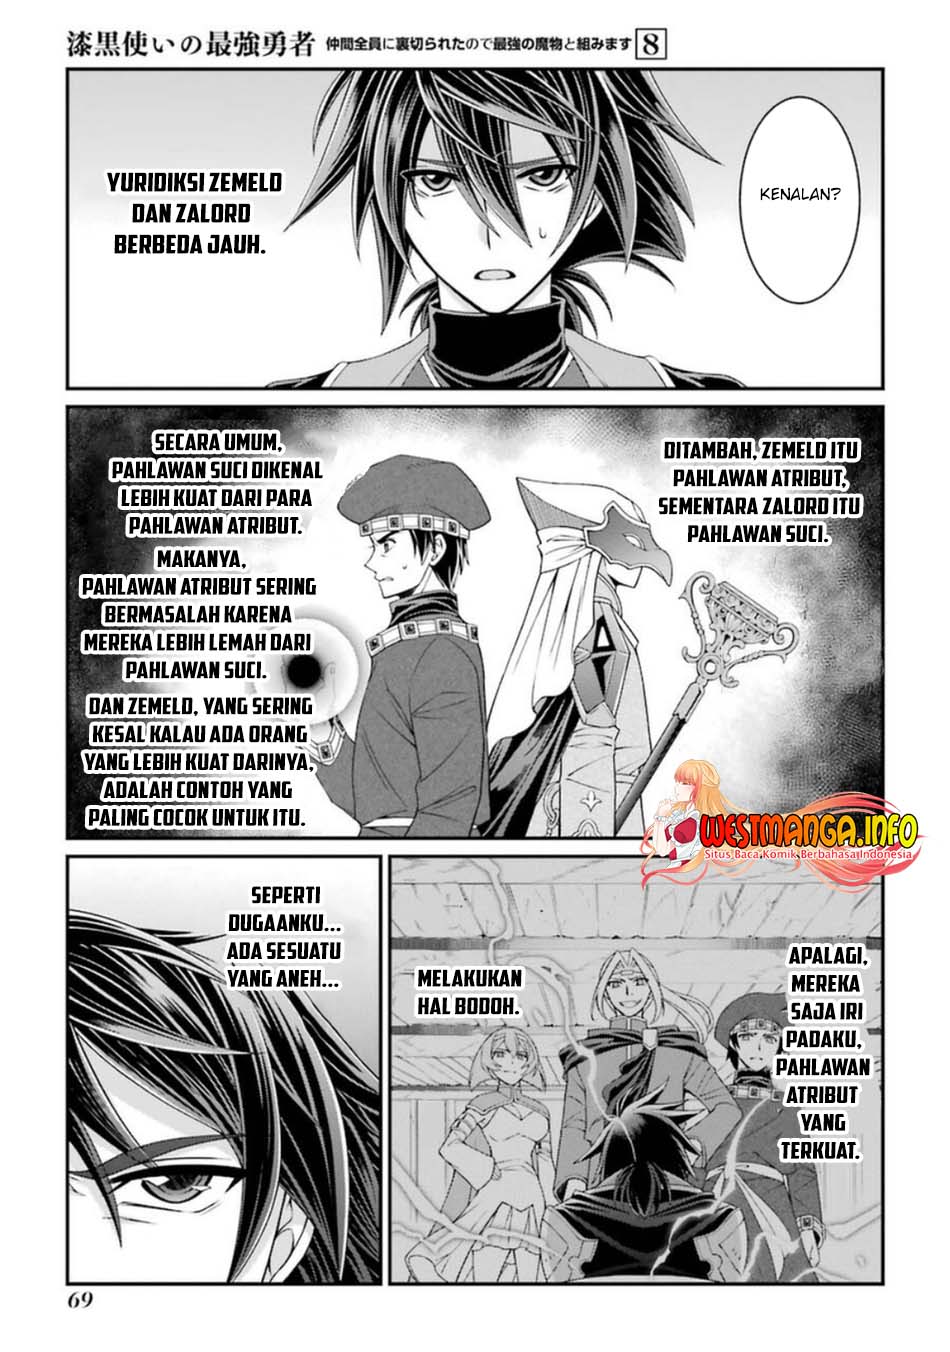 漆黒使いの最強勇者 仲間全員に裏切られたので最強の魔物と組みます 8
KENALAN?
YURIDIKSI ZEMELD
DAN ZALORD
BERBEDA JAUH.
DITAMBAH, ZEMELD ITU
PAHLAWAN ATRIBUT,
SEMENTARA ZALORD ITU
PAHLAWAN SUCI.
SECARA UMUM,
PAHLAWAN SUCI DIKENAL
LEBIH KUAT DARI PARA
PAHLAWAN ATRIBUT.
MAKANYA,
PAHLAWAN ATRIBUT SERING
BERMASALAH KARENA
MEREKA LEBIH LEMAH DARI
PAHLAWAN SUCI.
DAN ZEMELD, YANG SERING
KESAL KALAU ADA ORANG
YANG LEBIH KUAT DARINYA,
ADALAH CONTOH YANG
PALING COCOK UNTUK ITU.
WESTMANGA.INFO
Situs Baca Komik Berbahasa Indonesia
APALAGI,
MEREKA
SAJA IRI
PADAKU,
PAHLAWAN
ATRIBUT
YANG
TERKUAT.
MELAKUKAN
HAL BODOH.
SEPERTI
DUGAANKU...
ADA SESUATU
YANG ANEH...
69